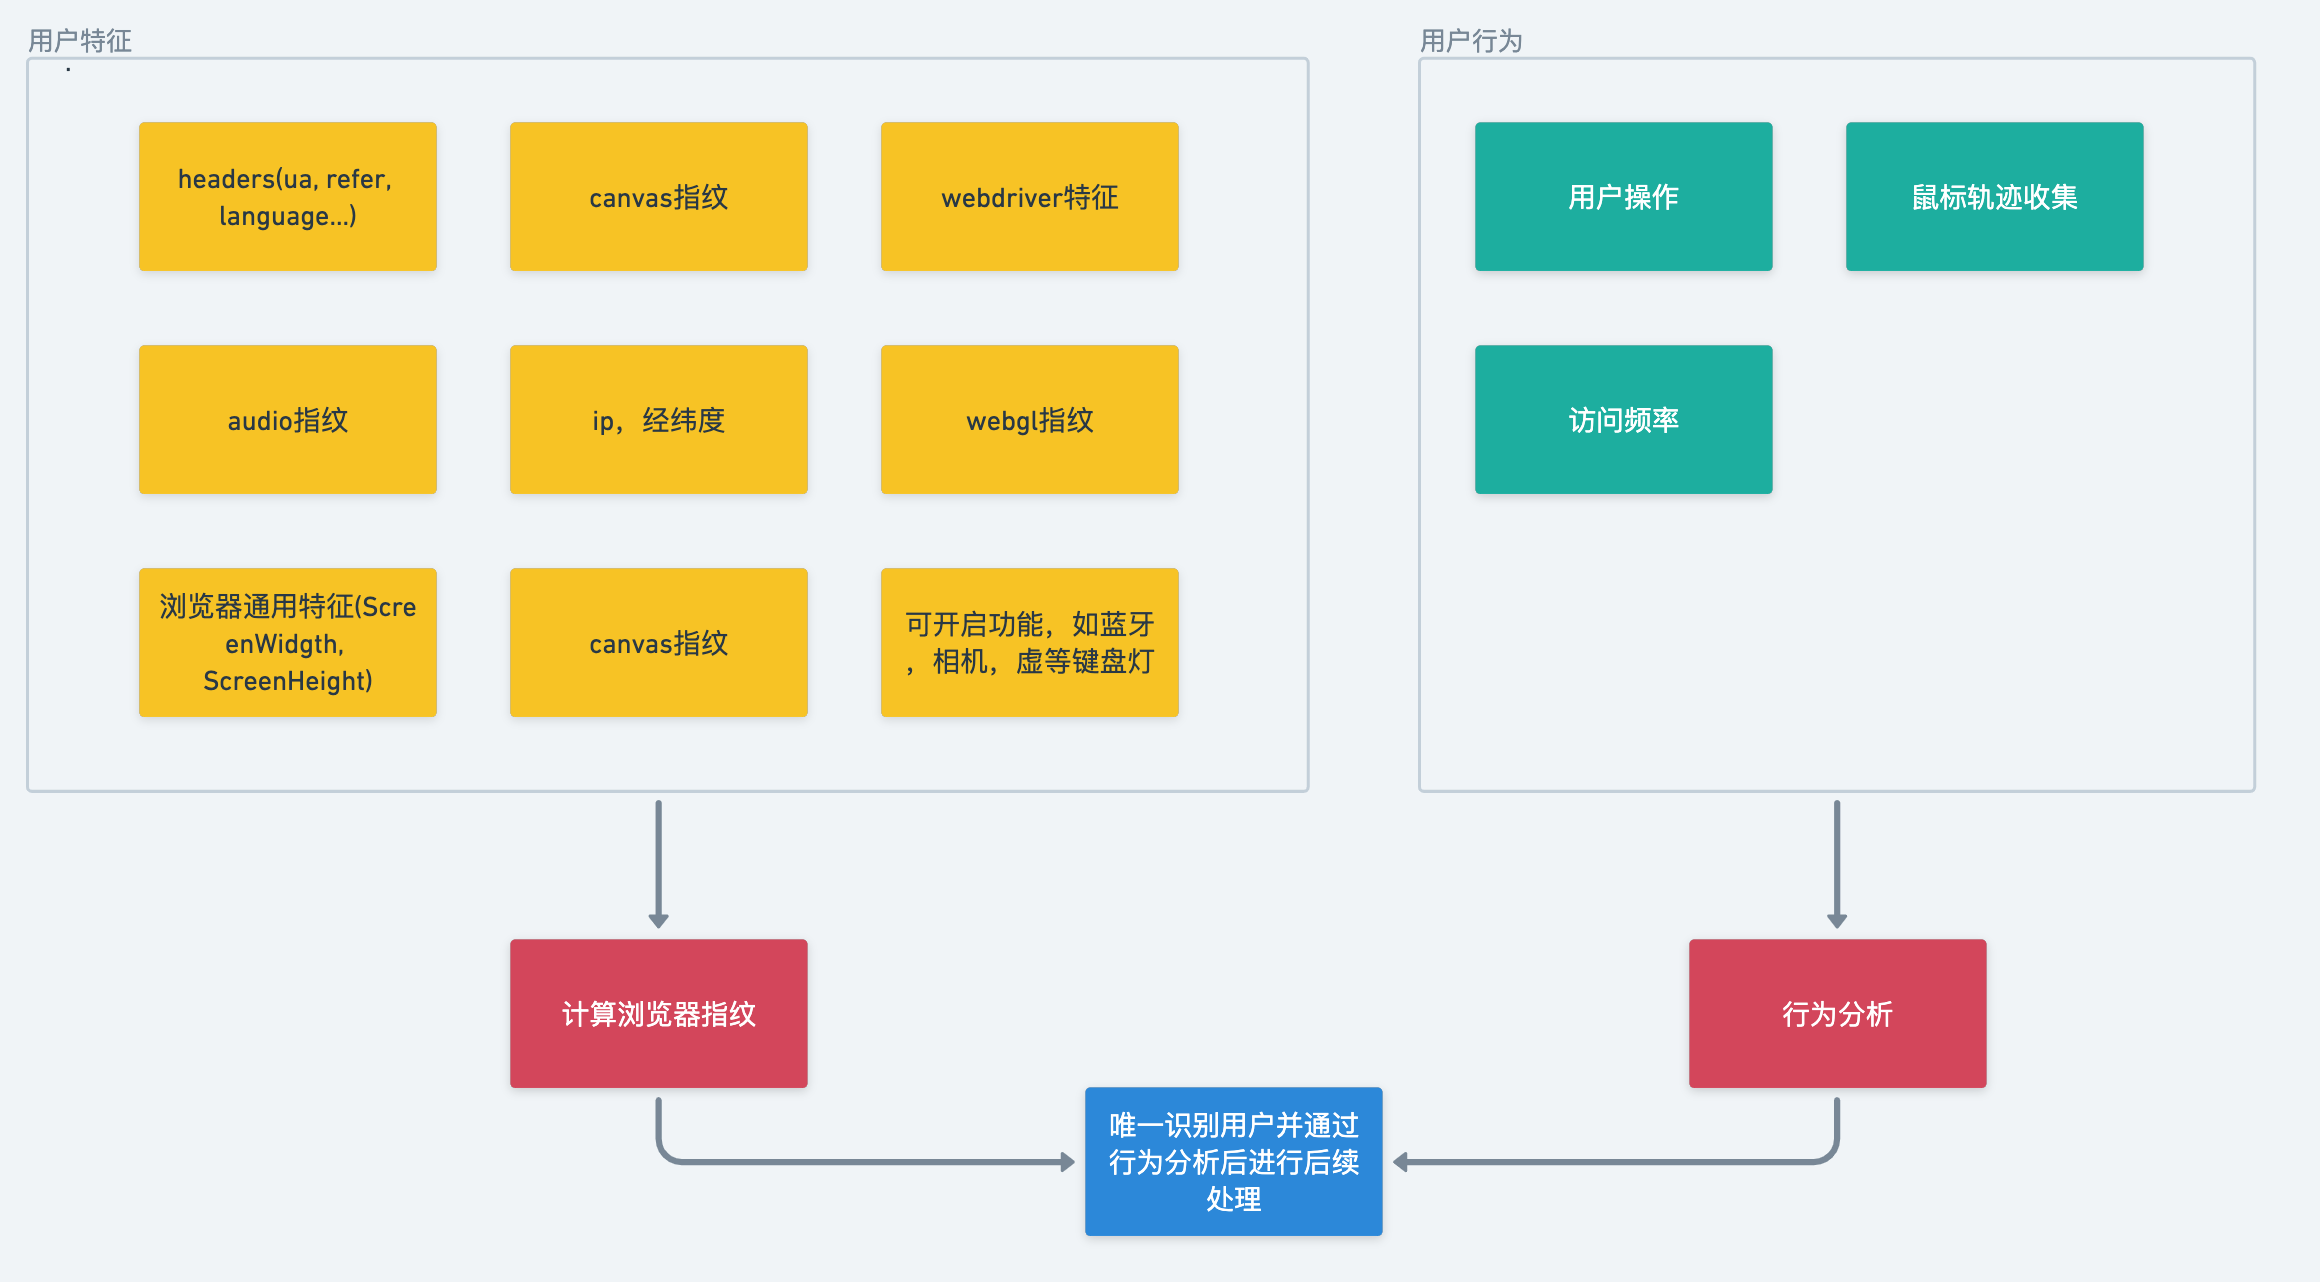 用户特征
用户行为
headers(ua, refer,
language...)
canvas指纹
webdriver特征
用户操作
鼠标轨迹收集
audio指纹
ip，经纬度
webgl指纹
访问频率
浏览器通用特征(Scre
enWidgth,
ScreenHeight)
canvas指纹
可开启功能，如蓝牙
，相机，虚等键盘灯
计算浏览器指纹
行为分析
唯一识别用户并通过
行为分析后进行后续
处理